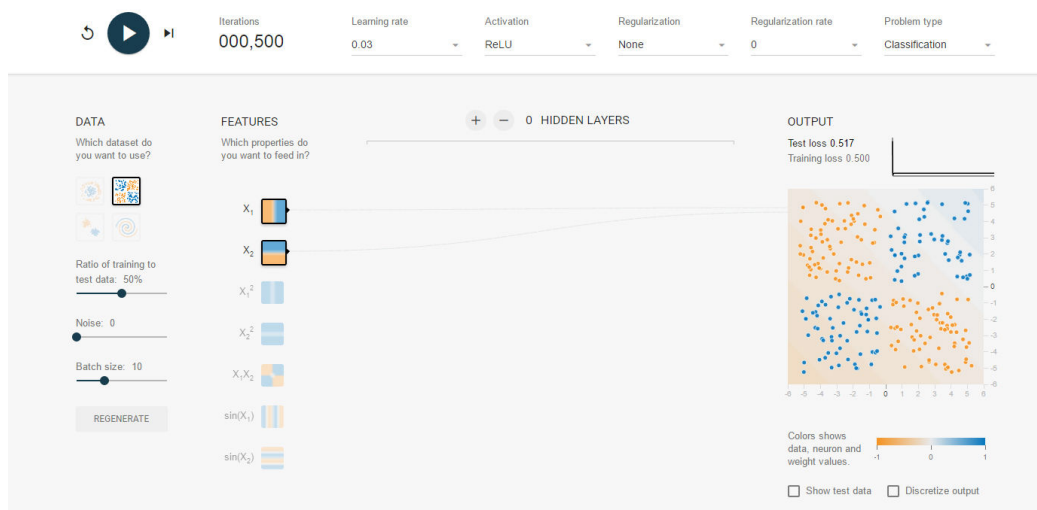 Iterations
000,500
Learning rate
0.03
Activation
ReLU
Regularization
None
Regularization rate
0
Problem type
Classification
DATA
Which dataset do
you want to use?
Ratio of training to
test data: 50%
Noise: 0
Batch size: 10
REGENERATE
FEATURES
Which properties do
you want to feed in?
X₁
X₂
X₁²
X₂²
X₁X₂
sin(X₁)
sin(X₂)
+ − 0 HIDDEN LAYERS
OUTPUT
Test loss 0.517
Training loss 0.500
6
5
4
3
2
1
0
-1
-2
-3
-4
-5
-6
-6 -5 -4 -3 -2 -1 0 1 2 3 4 5 6
Colors shows
data, neuron and
weight values.
-1 0 1
Show test data
Discretize output